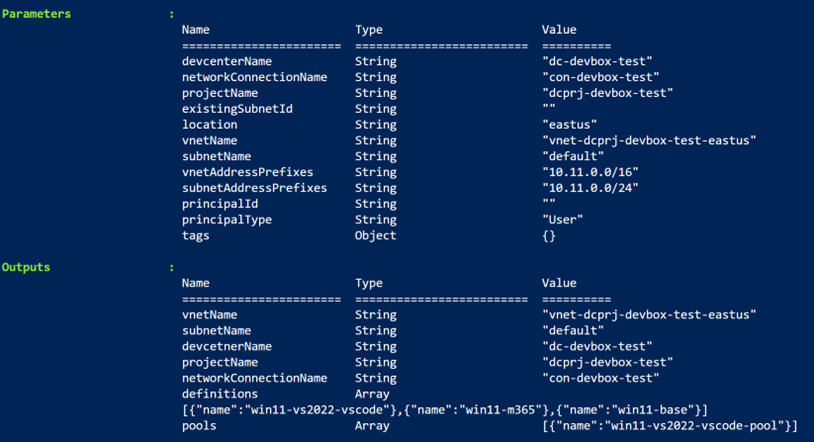 Parameters :
Name Type Value
======================= ========================= ==========
devcenterName String "dc-devbox-test"
networkConnectionName String "con-devbox-test"
projectName String "dcprj-devbox-test"
existingSubnetId String ""
location String "eastus"
vnetName String "vnet-dcprj-devbox-test-eastus"
subnetName String "default"
vnetAddressPrefixes String "10.11.0.0/16"
subnetAddressPrefixes String "10.11.0.0/24"
principalId String ""
principalType String "User"
tags Object {}
Outputs :
Name Type Value
======================= ========================= ==========
vnetName String "vnet-dcprj-devbox-test-eastus"
subnetName String "default"
devcetnerName String "dc-devbox-test"
projectName String "dcprj-devbox-test"
networkConnectionName String "con-devbox-test"
definitions Array
[{"name":"win11-vs2022-vscode"},{"name":"win11-m365"},{"name":"win11-base"}]
pools Array [{"name":"win11-vs2022-vscode-pool"}]